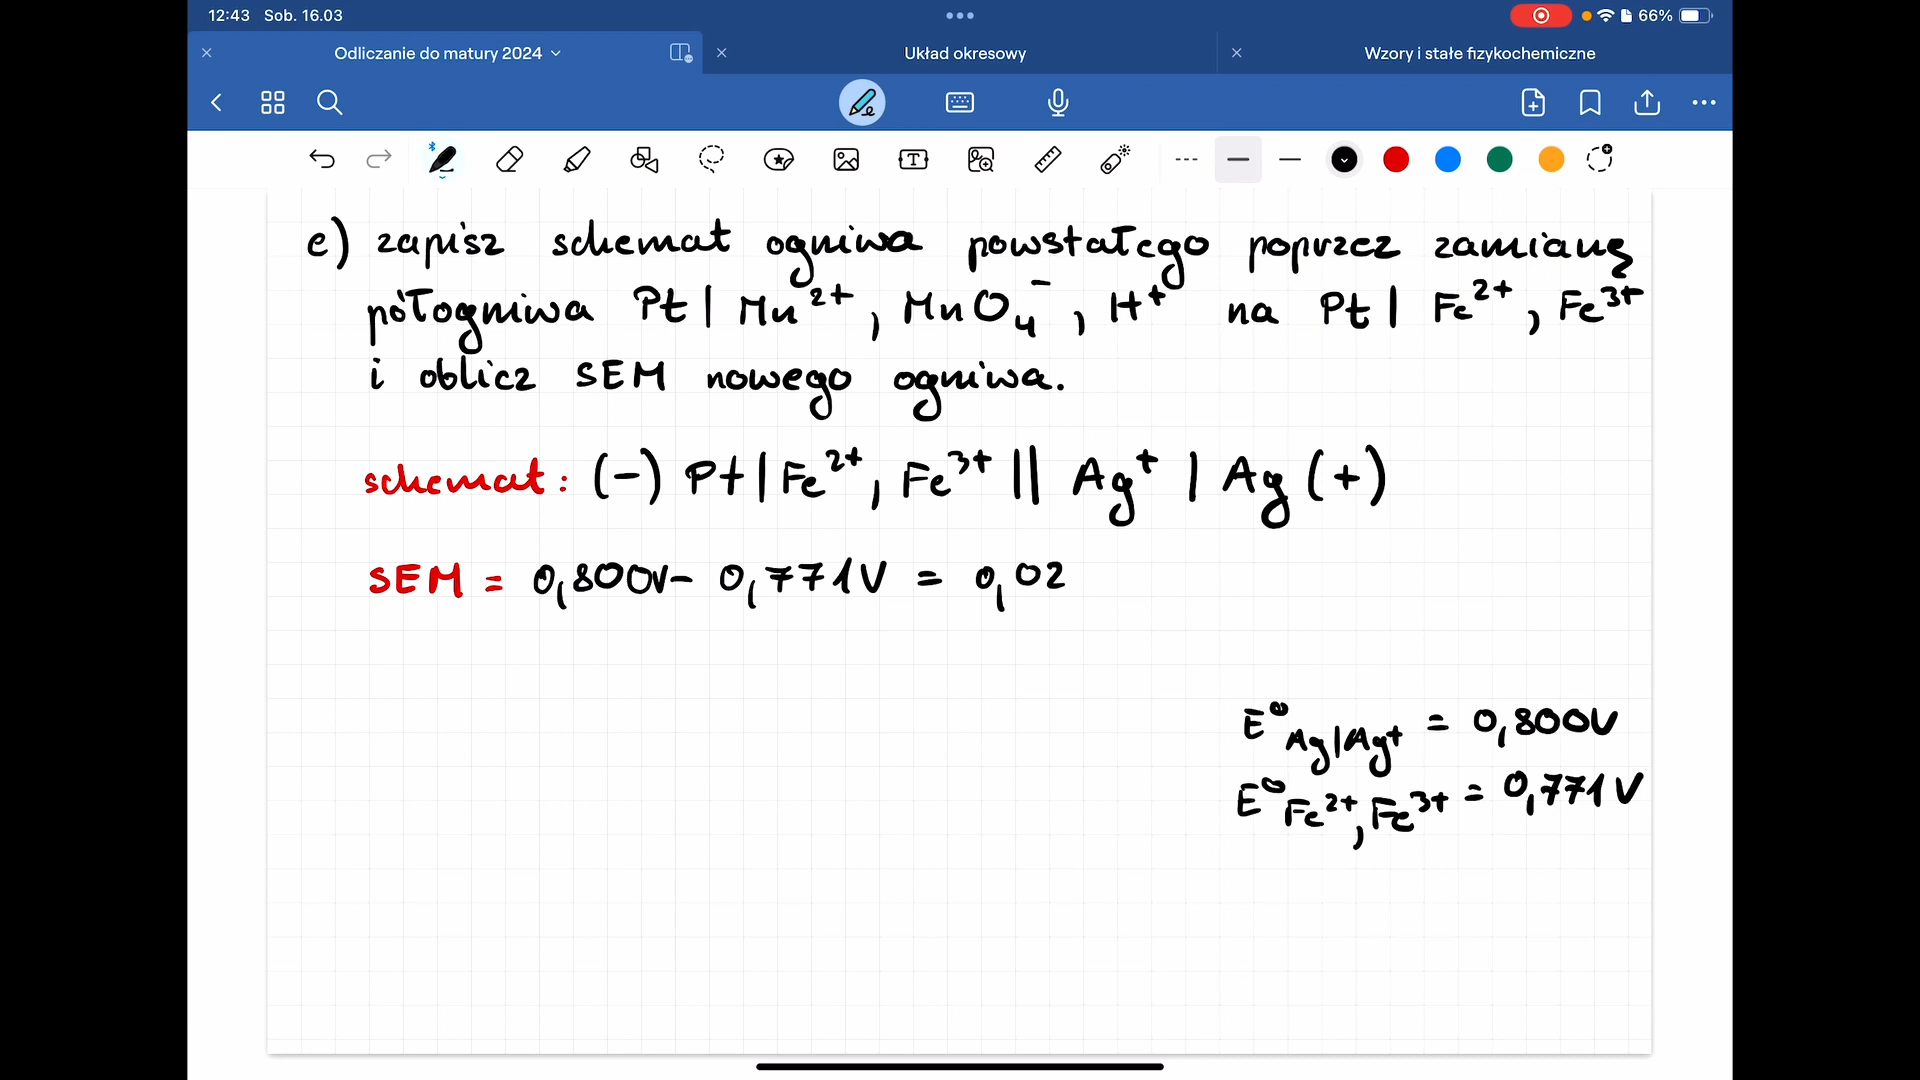 12:43 Sob. 16.03
66%
Odliczanie do matury 2024
Układ okresowy
Wzory i stałe fizykochemiczne
e) zapisz schemat ogniwa powstałego poprzez zamianę
półogniwa Pt | Mn²⁺, MnO₄⁻, H⁺ na Pt | Fe²⁺, Fe³⁺
i oblicz SEM nowego ogniwa.
schemat: (-) Pt | Fe²⁺, Fe³⁺ || Ag⁺ | Ag (+)
SEM = 0,800V - 0,771V = 0,02
E⁰ Ag|Ag⁺ = 0,800V
E⁰ Fe²⁺, Fe³⁺ = 0,771V